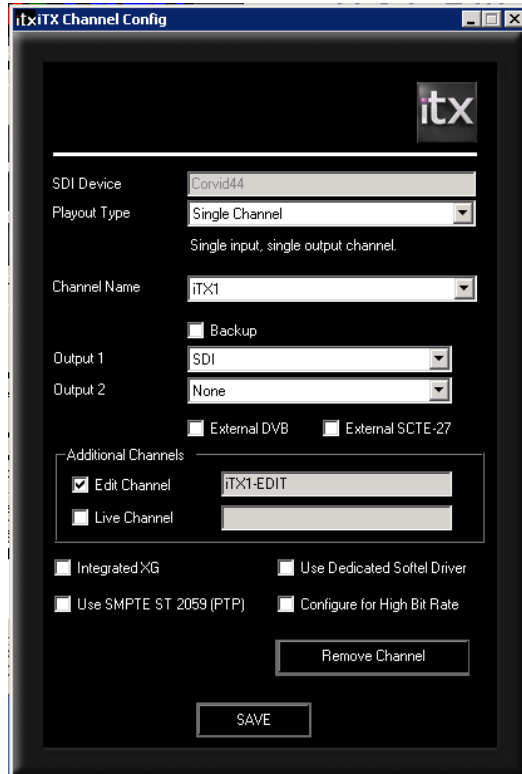 itx iTX Channel Config
itx
SDI Device Corvid44
Playout Type Single Channel
Single input, single output channel.
Channel Name iTX1
Backup
Output 1 SDI
Output 2 None
External DVB External SCTE-27
Additional Channels
Edit Channel iTX1-EDIT
Live Channel
Integrated XG Use Dedicated Softel Driver
Use SMPTE ST 2059 (PTP) Configure for High Bit Rate
Remove Channel
SAVE